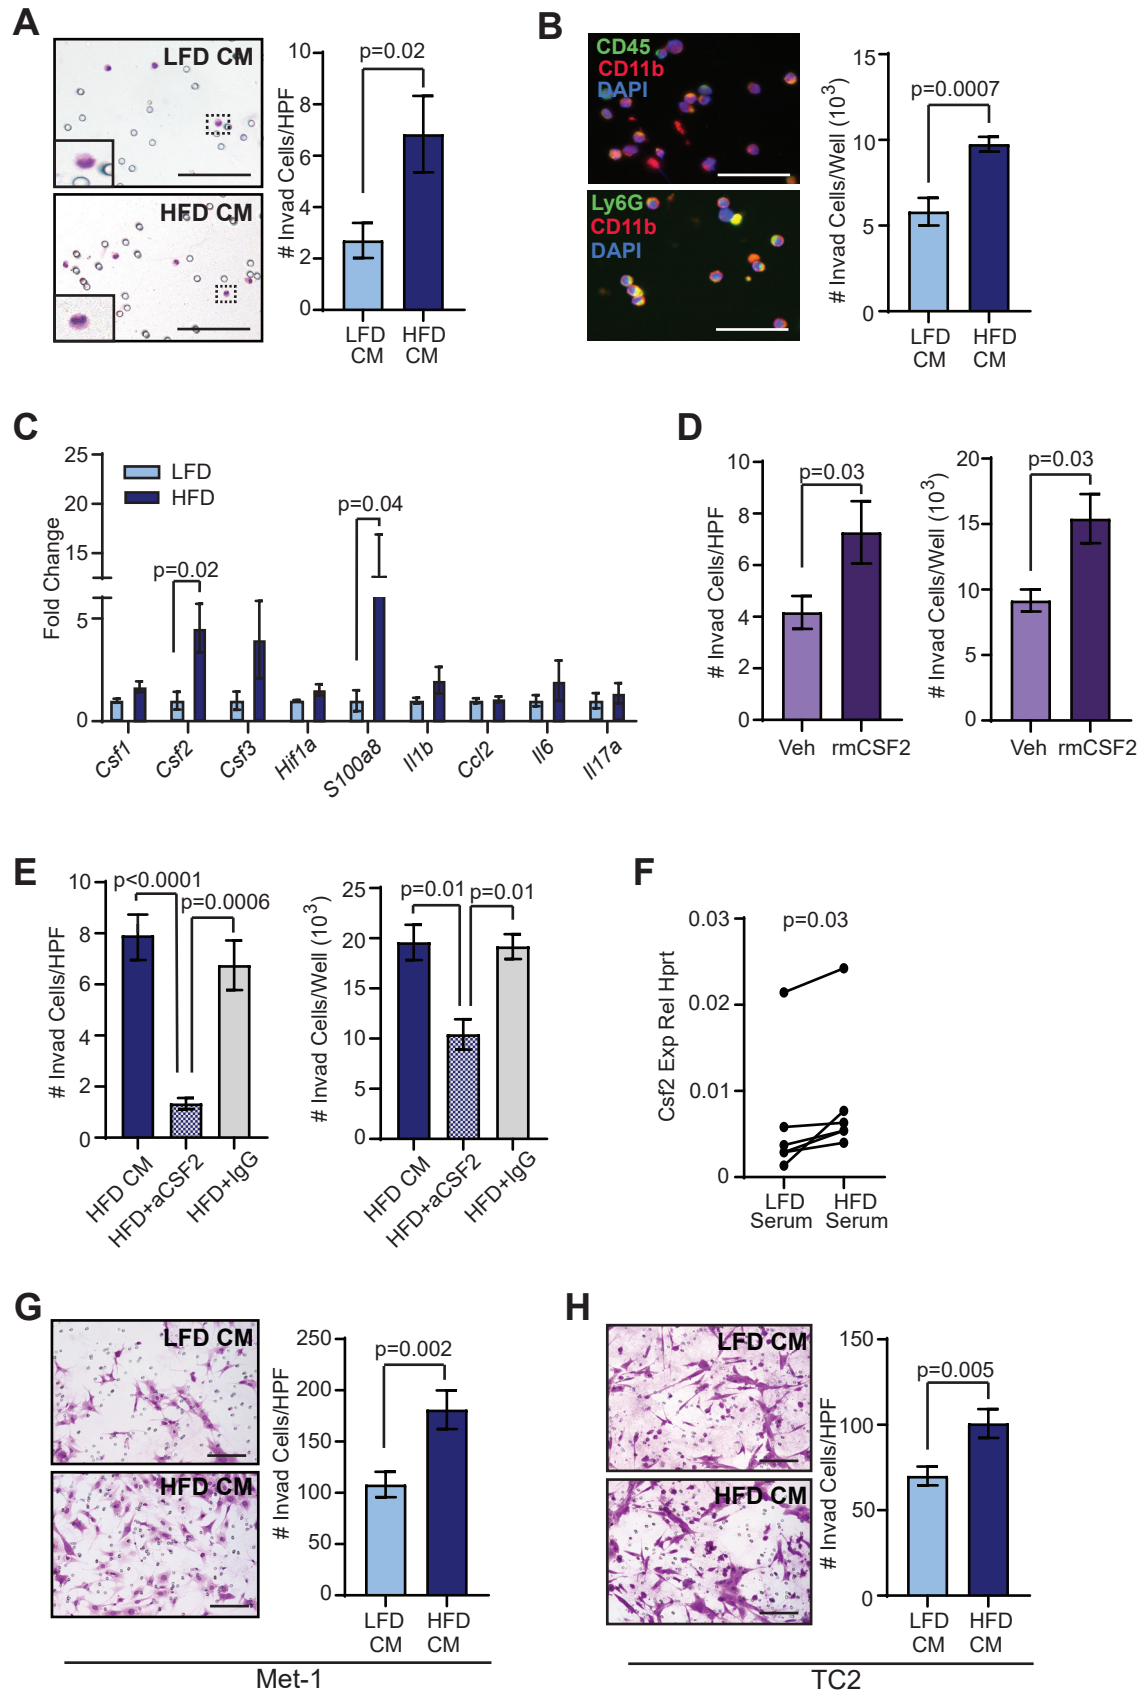 A
LFD CM
HFD CM
# Invad Cells/HPF
10
8
6
4
2
0
p=0.02
LFD
CM
HFD
CM
B
CD45
CD11b
DAPI
Ly6G
CD11b
DAPI
# Invad Cells/Well (10³)
15
10
5
0
p=0.0007
LFD
CM
HFD
CM
C
Fold Change
25
20
15
5
0
LFD
HFD
p=0.02
p=0.04
Csf1
Csf2
Csf3
Hif1a
S100a8
Il1b
Ccl2
Il6
Il17a
D
# Invad Cells/HPF
10
8
6
4
2
0
p=0.03
Veh
rmCSF2
# Invad Cells/Well (10³)
20
15
10
5
0
p=0.03
Veh
rmCSF2
E
# Invad Cells/HPF
10
8
6
4
2
0
p<0.0001
p=0.0006
HFD CM
HFD+aCSF2
HFD+IgG
# Invad Cells/Well (10³)
25
20
15
10
5
0
p=0.01
p=0.01
HFD CM
HFD+aCSF2
HFD+IgG
F
Csf2 Exp Rel Hprt
0.03
0.02
0.01
0
p=0.03
LFD
Serum
HFD
Serum
G
LFD CM
HFD CM
# Invad Cells/HPF
250
200
150
100
50
0
p=0.002
LFD
CM
HFD
CM
Met-1
H
LFD CM
HFD CM
# Invad Cells/HPF
150
100
50
0
p=0.005
LFD
CM
HFD
CM
TC2